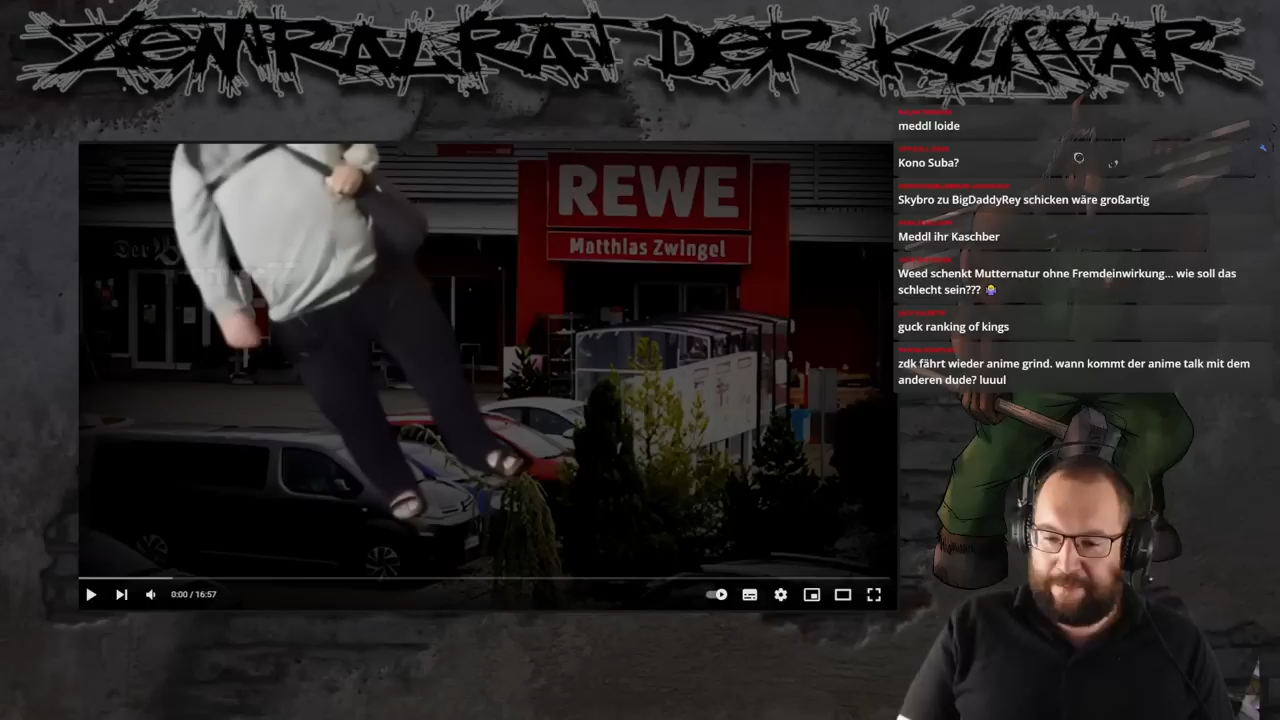 ZENTRALRAT DER KUFFAR
meddl loide
Kono Suba?
Skybro zu BigDaddyRey schicken wäre großartig
Meddl ihr Kaschber
Weed schenkt Mutternatur ohne Fremdeinwirkung... wie soll das
schlecht sein??? 🤷‍♀️
guck ranking of kings
zdk fährt wieder anime grind. wann kommt der anime talk mit dem
anderen dude? luuul
REWE
Matthias Zwingel
Der
0:00 / 16:57